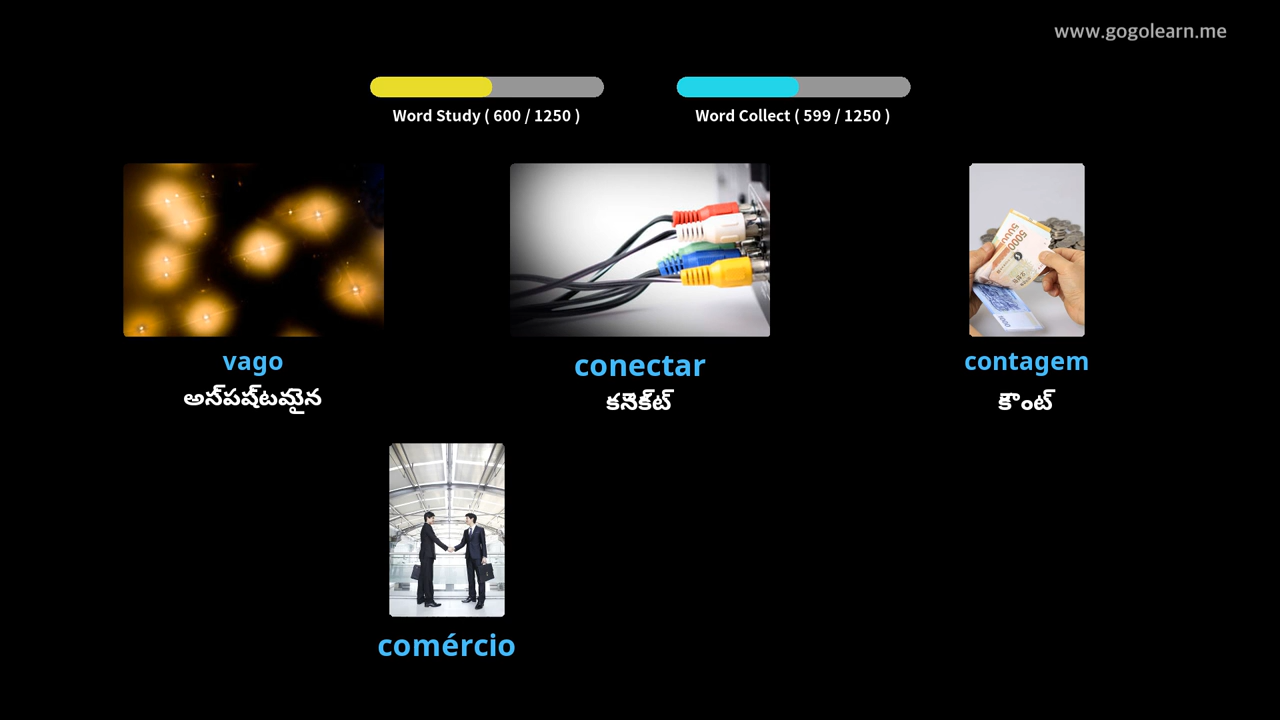 www.gogolearn.me
Word Study ( 600 / 1250 )
Word Collect ( 599 / 1250 )
vago
conectar
contagem
అస్పష్టమైన
కనెక్ట్
కౌంట్
comércio